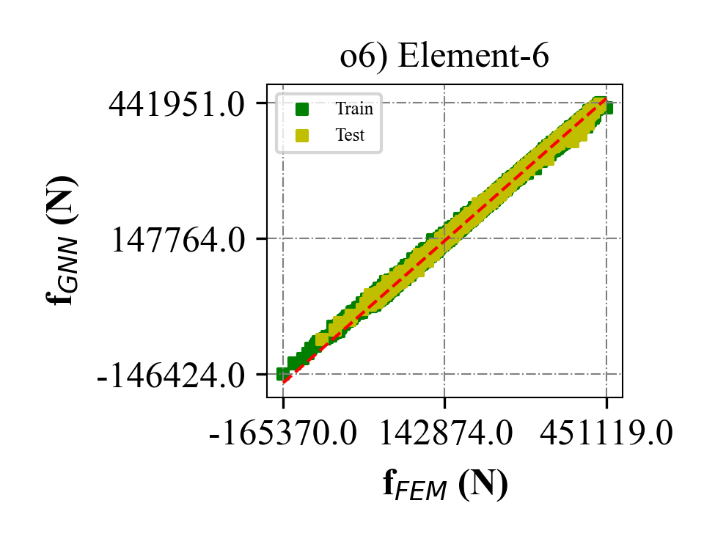 o6) Element-6
441951.0
147764.0
-146424.0
f_GNN (N)
Train
Test
-165370.0 142874.0 451119.0
f_FEM (N)